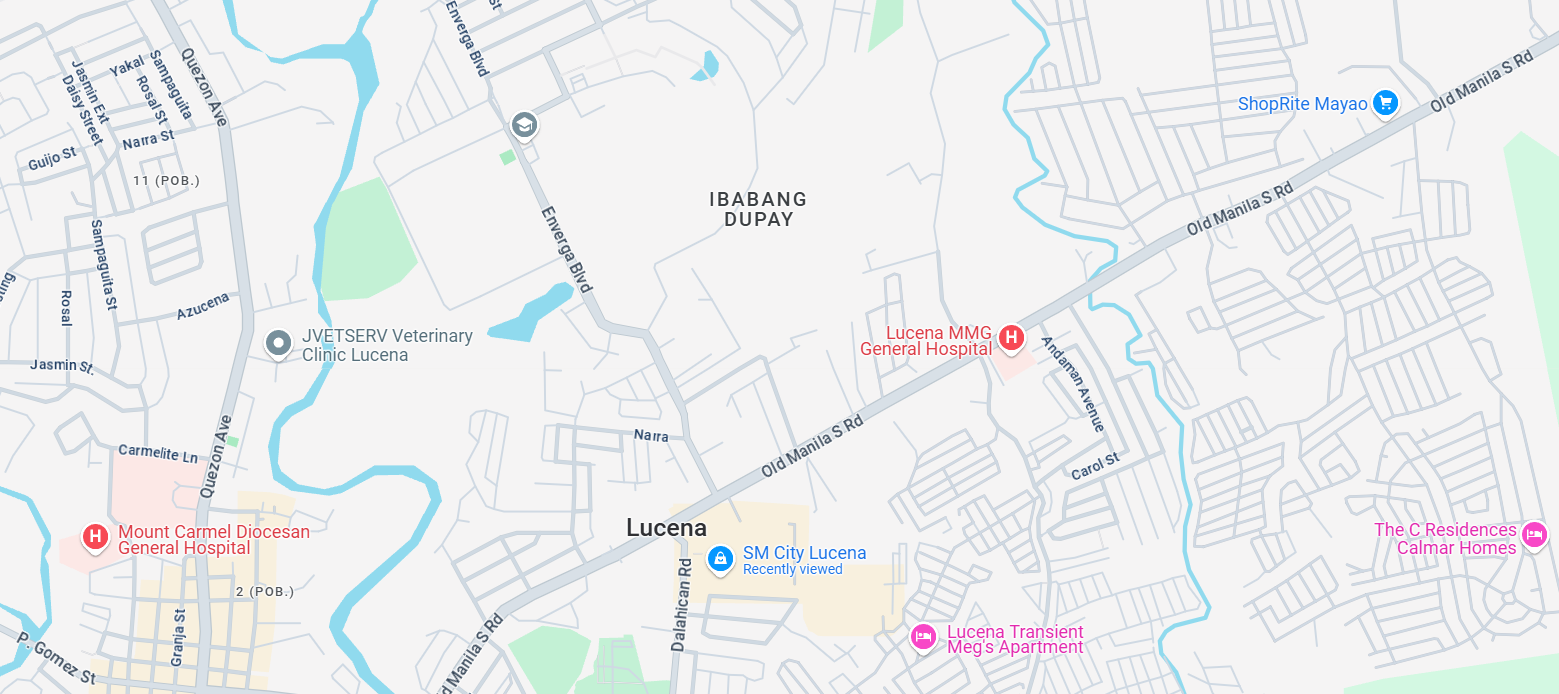 Enverga Blvd
St
Quezon Ave
Yakal
Sampaguita
Rosal St
Jasmin Ext
Daisy Street
Narra St
Guijo St
11 (POB.)
ShopRite Mayao
Old Manila S Rd
IBABANG
DUPAY
Old Manila S Rd
Enverga Blvd
Sampaguita St
Rosal
Azucena
JVETSERV Veterinary
Clinic Lucena
Lucena MMG
General Hospital
Andaman Avenue
Jasmin St.
Quezon Ave
Carmelite Ln
Narra
Old Manila S Rd
Carol St
Lucena
Mount Carmel Diocesan
General Hospital
SM City Lucena
Recently viewed
The C Residences
Calmar Homes
2 (POB.)
Dalahican Rd
Granja St
P. Gomez St
d Manila S Rd
Lucena Transient
Meg's Apartment
H
H